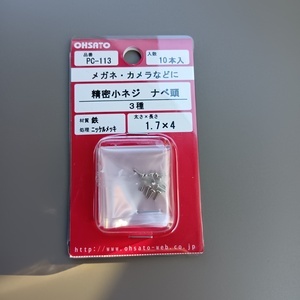 OHSATO
品番 PC-113 入数 10本入
メガネ・カメラなどに
精密小ネジ ナベ頭
3種
材質 鉄 太さ×長さ
処理 ニッケルメッキ 1.7×4
http://www.ohsato-web.co.jp